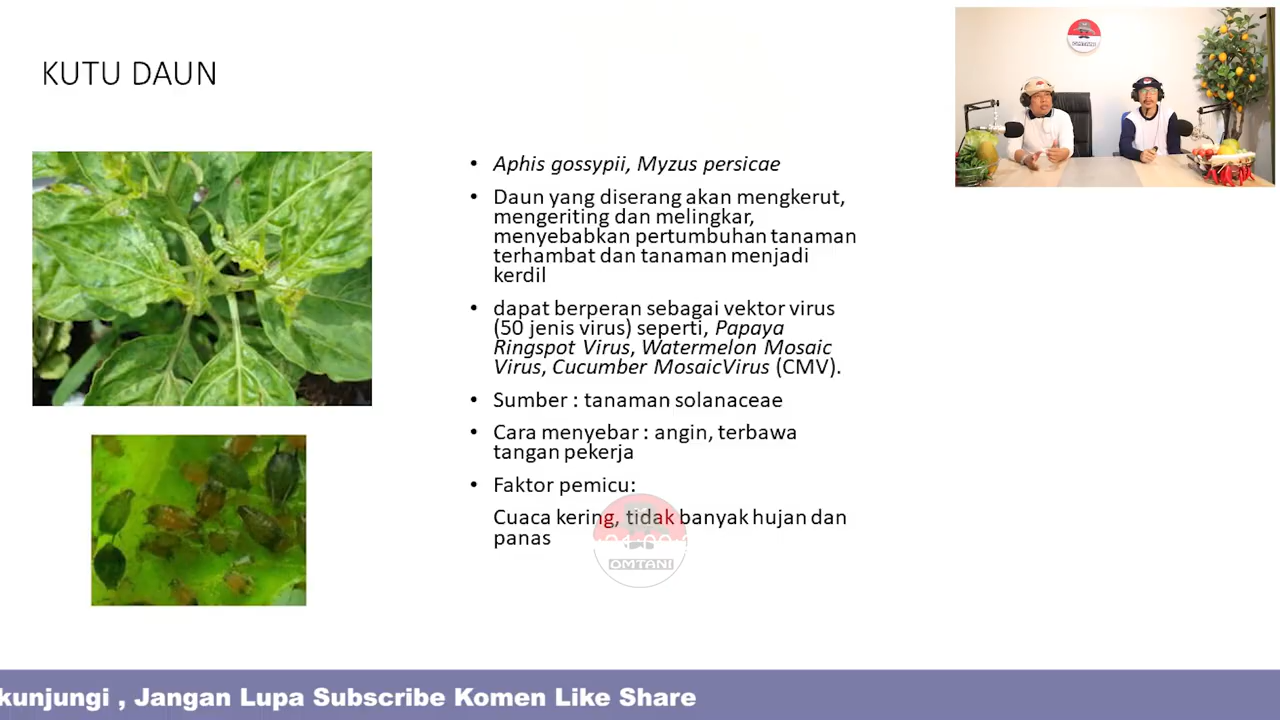 KUTU DAUN
OMTANI
• Aphis gossypii, Myzus persicae
• Daun yang diserang akan mengkerut,
mengeriting dan melingkar,
menyebabkan pertumbuhan tanaman
terhambat dan tanaman menjadi
kerdil
• dapat berperan sebagai vektor virus
(50 jenis virus) seperti, Papaya
Ringspot Virus, Watermelon Mosaic
Virus, Cucumber MosaicVirus (CMV).
• Sumber : tanaman solanaceae
• Cara menyebar : angin, terbawa
tangan pekerja
• Faktor pemicu:
Cuaca kering, tidak banyak hujan dan
panas
OMTANI
kunjungi , Jangan Lupa Subscribe Komen Like Share